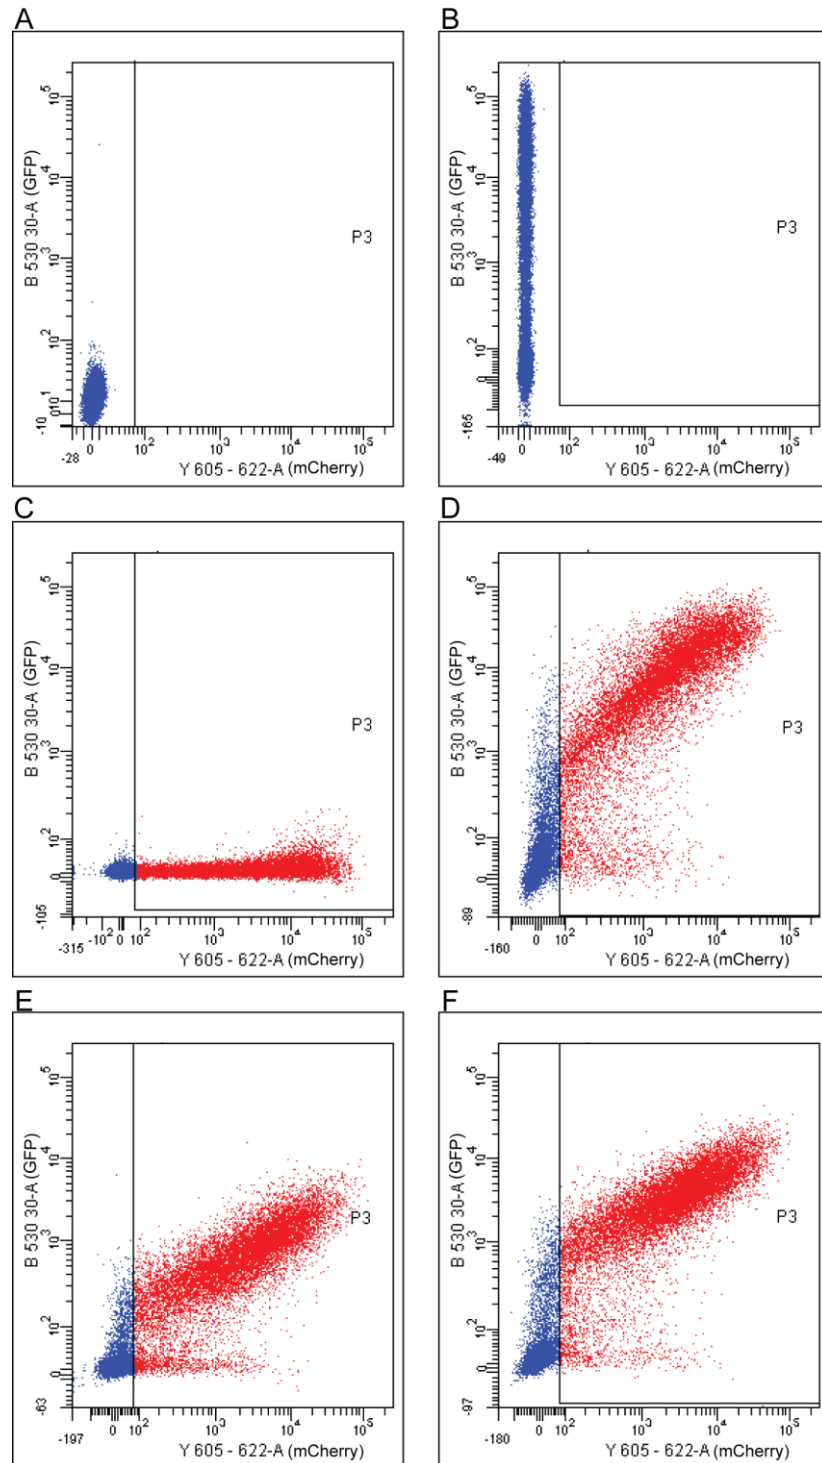 A
B 530 30-A (GFP)
10^5
10^4
10^3
10^2
10^1
0
-10
P3
0 10^2 10^3 10^4 10^5
-28
Y 605 - 622-A (mCherry)
B
B 530 30-A (GFP)
10^5
10^4
10^3
10^2
0
-165
P3
0 10^2 10^3 10^4 10^5
-49
Y 605 - 622-A (mCherry)
C
B 530 30-A (GFP)
10^5
10^4
10^3
10^2
0
-105
P3
-10^2 0 10^2 10^3 10^4 10^5
-315
Y 605 - 622-A (mCherry)
D
B 530 30-A (GFP)
10^5
10^4
10^3
10^2
0
-89
P3
0 10^2 10^3 10^4 10^5
-160
Y 605 - 622-A (mCherry)
E
B 530 30-A (GFP)
10^5
10^4
10^3
10^2
0
-63
P3
0 10^2 10^3 10^4 10^5
-197
Y 605 - 622-A (mCherry)
F
B 530 30-A (GFP)
10^5
10^4
10^3
10^2
0
-97
P3
0 10^2 10^3 10^4 10^5
-180
Y 605 - 622-A (mCherry)